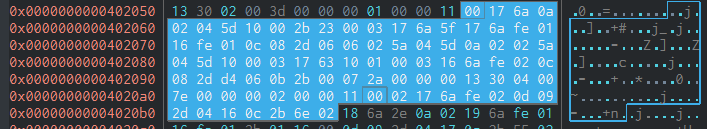 0x0000000000402050 13 30 02 00 3d 00 00 00 01 00 00 11 00 17 6a 0a .0..=.........j.
0x0000000000402060 02 04 5d 10 00 2b 23 00 03 17 6a 5f 17 6a fe 01 ..]..+#...j_.j..
0x0000000000402070 16 fe 01 0c 08 2d 06 06 02 5a 04 5d 0a 02 02 5a .....-...Z.]...Z
0x0000000000402080 04 5d 10 00 03 17 63 10 01 00 03 16 6a fe 02 0c .]....c.....j...
0x0000000000402090 08 2d d4 06 0b 2b 00 07 2a 00 00 00 13 30 04 00 .-...+..*....0..
0x00000000004020a0 7e 00 00 00 02 00 00 11 00 02 17 6a fe 02 0d 09 ~..........j....
0x00000000004020b0 2d 04 16 0c 2b 6e 02 18 6a 2e 0a 02 19 6a fe 01 -...+n..j....j..